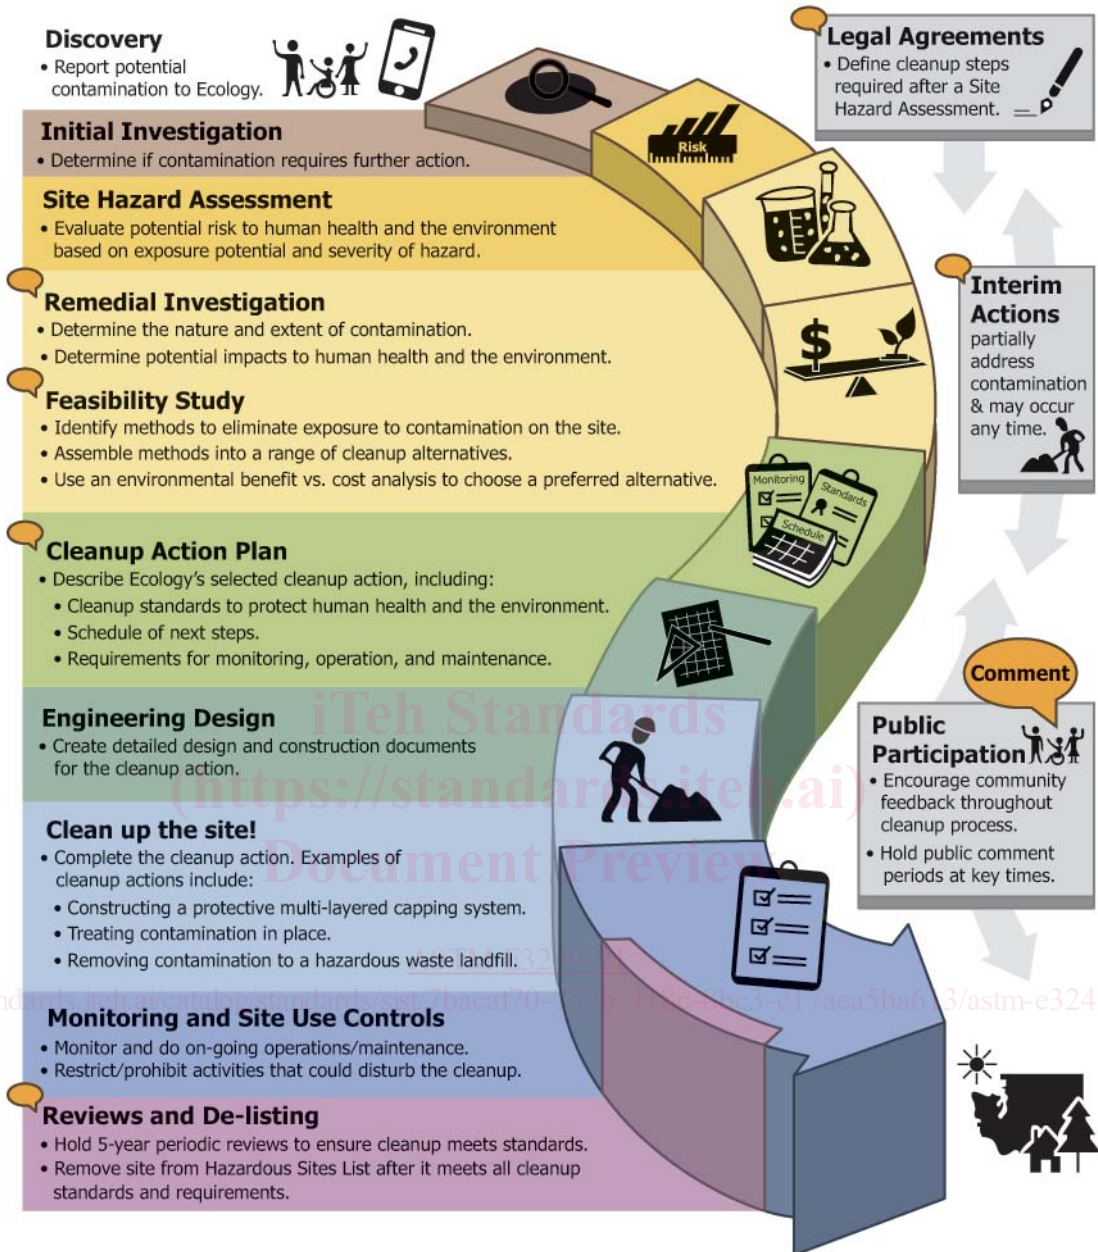 Discovery
• Report potential
contamination to Ecology.
Initial Investigation
• Determine if contamination requires further action.
Site Hazard Assessment
• Evaluate potential risk to human health and the environment
based on exposure potential and severity of hazard.
Remedial Investigation
• Determine the nature and extent of contamination.
• Determine potential impacts to human health and the environment.
Feasibility Study
• Identify methods to eliminate exposure to contamination on the site.
• Assemble methods into a range of cleanup alternatives.
• Use an environmental benefit vs. cost analysis to choose a preferred alternative.
Cleanup Action Plan
• Describe Ecology's selected cleanup action, including:
• Cleanup standards to protect human health and the environment.
• Schedule of next steps.
• Requirements for monitoring, operation, and maintenance.
Engineering Design
• Create detailed design and construction documents
for the cleanup action.
Clean up the site!
• Complete the cleanup action. Examples of
cleanup actions include:
• Constructing a protective multi-layered capping system.
• Treating contamination in place.
• Removing contamination to a hazardous waste landfill.
Monitoring and Site Use Controls
• Monitor and do on-going operations/maintenance.
• Restrict/prohibit activities that could disturb the cleanup.
Reviews and De-listing
• Hold 5-year periodic reviews to ensure cleanup meets standards.
• Remove site from Hazardous Sites List after it meets all cleanup
standards and requirements.
Risk
$
Monitoring
Standards
Schedule
Legal Agreements
• Define cleanup steps
required after a Site
Hazard Assessment.
Interim
Actions
partially
address
contamination
& may occur
any time.
Comment
Public
Participation
• Encourage community
feedback throughout
cleanup process.
• Hold public comment
periods at key times.
iTeh Standards
(https://standards.iteh.ai)
Document Preview